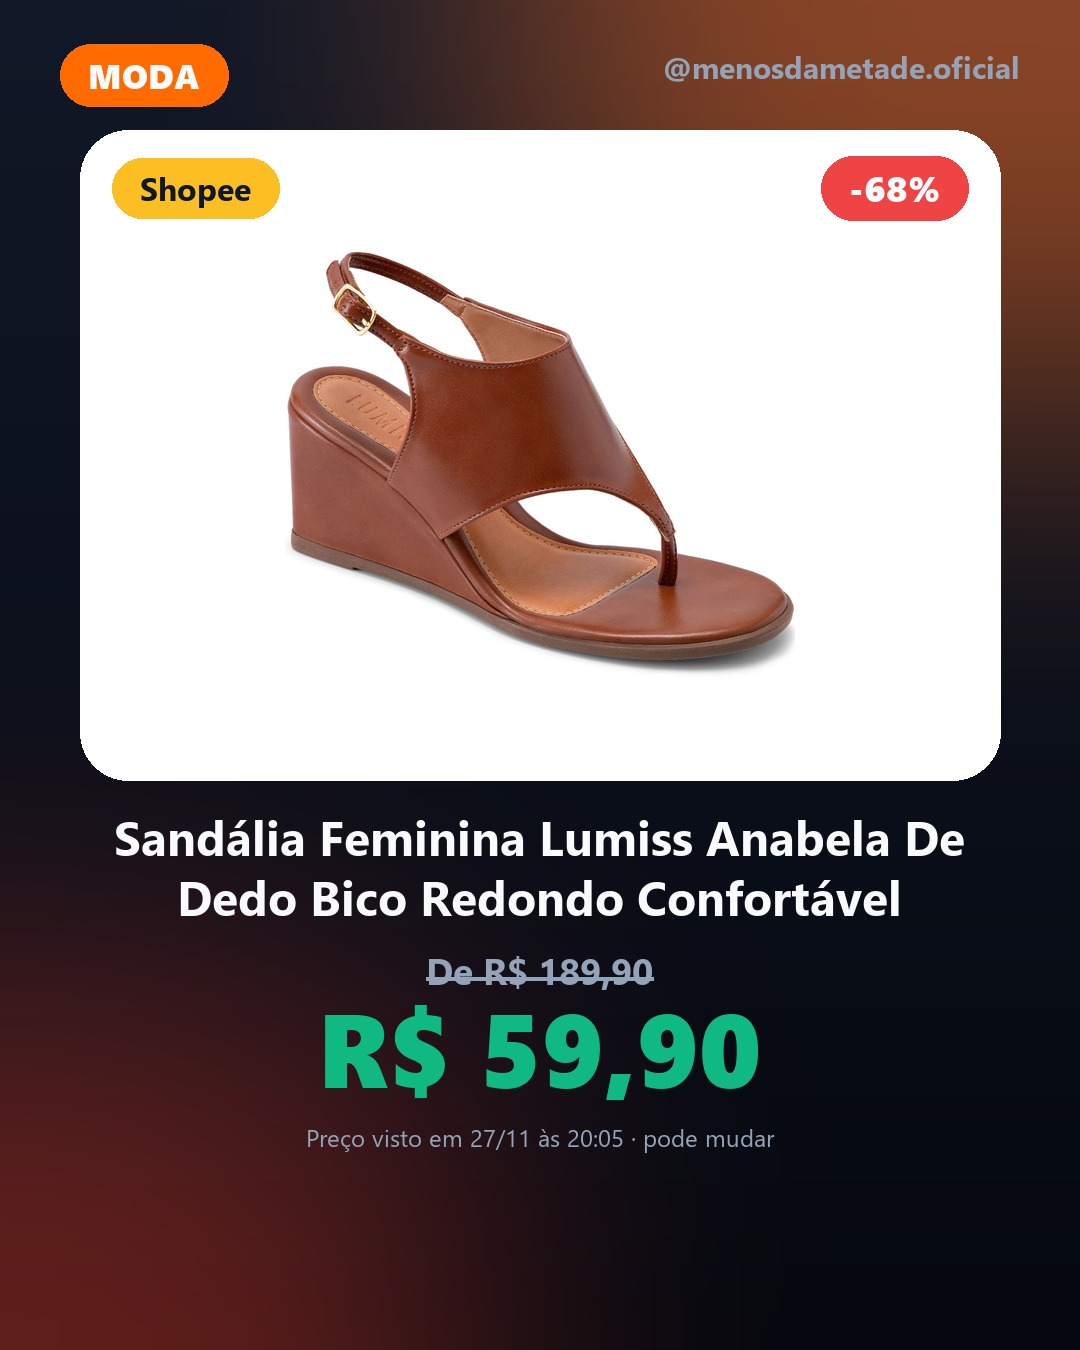 MODA
@menosdametade.oficial
Shopee
-68%
Sandália Feminina Lumiss Anabela De
Dedo Bico Redondo Confortável
De R$ 189,90
R$ 59,90
Preço visto em 27/11 às 20:05 · pode mudar